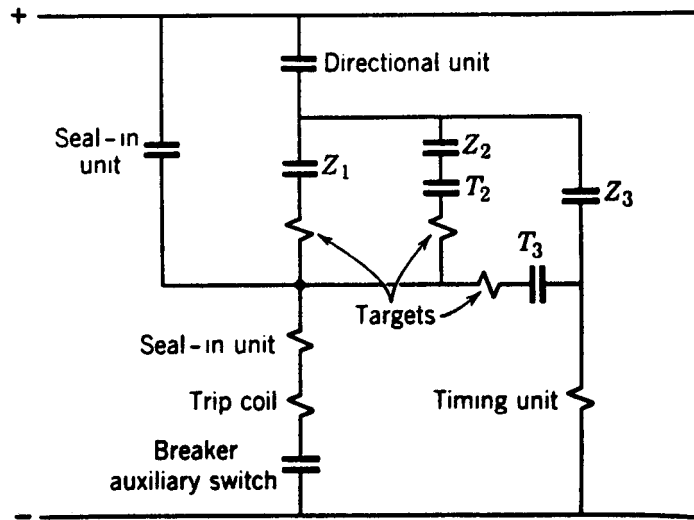 +
Directional unit
Seal-in
unit
Z₁
Z₂
T₂
Z₃
T₃
Targets
Seal-in unit
Trip coil
Timing unit
Breaker
auxiliary switch
-